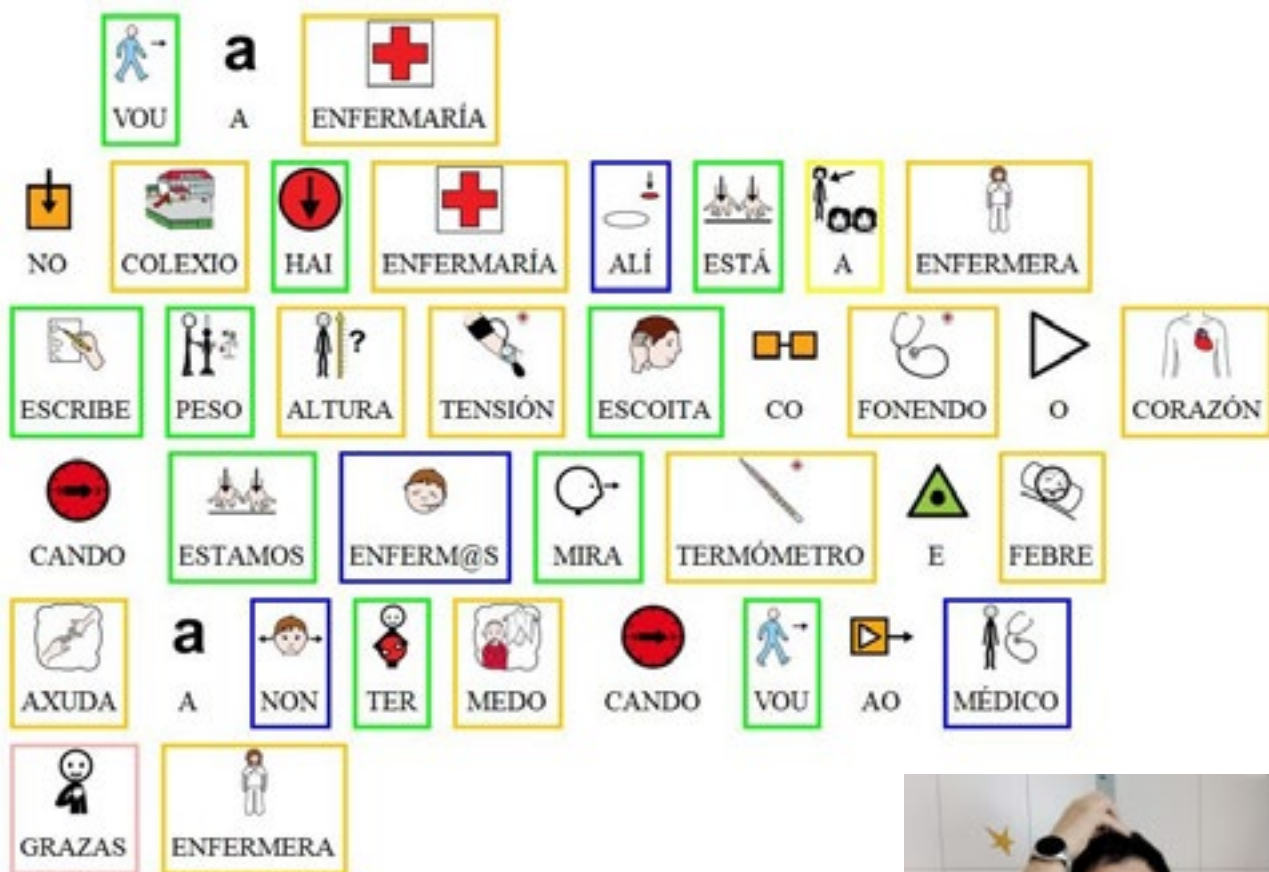 VOU A ENFERMARÍA
NO COLEXIO HAI ENFERMARÍA ALÍ ESTÁ A ENFERMERA
ESCRIBE PESO ALTURA TENSIÓN ESCOITA CO FONENDO O CORAZÓN
CANDO ESTAMOS ENFERM@S MIRA TERMÓMETRO E FEBRE
AXUDA A NON TER MEDO CANDO VOU AO MÉDICO
GRAZAS ENFERMERA